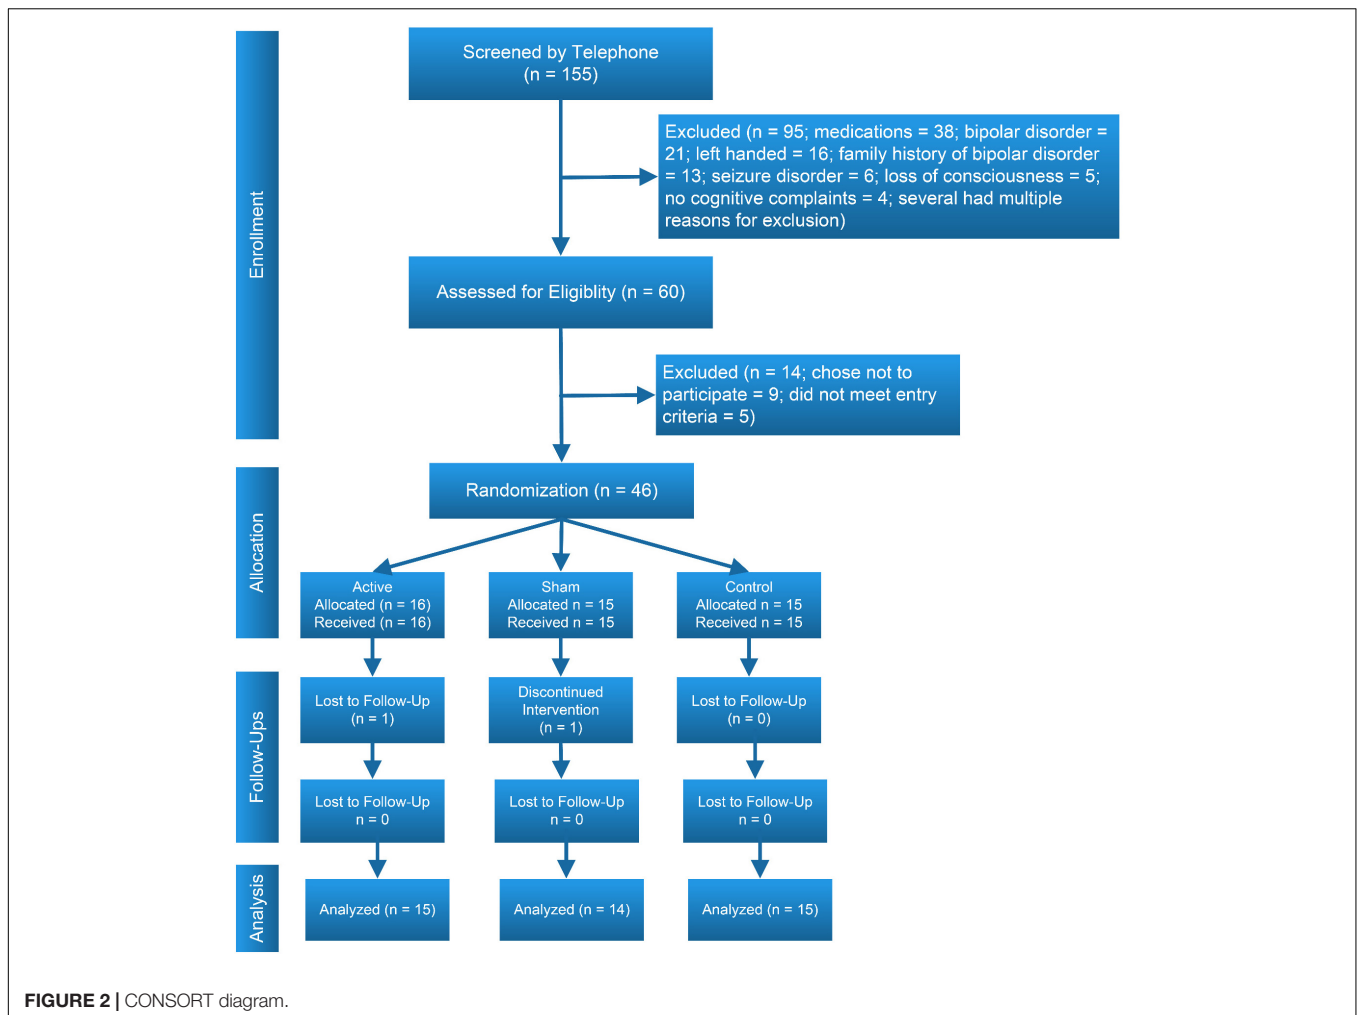 Enrollment
Screened by Telephone
(n = 155)
Excluded (n = 95; medications = 38; bipolar disorder =
21; left handed = 16; family history of bipolar disorder
= 13; seizure disorder = 6; loss of consciousness = 5;
no cognitive complaints = 4; several had multiple
reasons for exclusion)
Assessed for Eligiblity (n = 60)
Excluded (n = 14; chose not to
participate = 9; did not meet entry
criteria = 5)
Allocation
Randomization (n = 46)
Active
Allocated (n = 16)
Received (n = 16)
Sham
Allocated n = 15
Received n = 15
Control
Allocated n = 15
Received n = 15
Follow-Ups
Lost to Follow-Up
(n = 1)
Discontinued
Intervention
(n = 1)
Lost to Follow-Up
(n = 0)
Lost to Follow-Up
n = 0
Lost to Follow-Up
n = 0
Lost to Follow-Up
n = 0
Analysis
Analyzed (n = 15)
Analyzed (n = 14)
Analyzed (n = 15)
FIGURE 2 | CONSORT diagram.